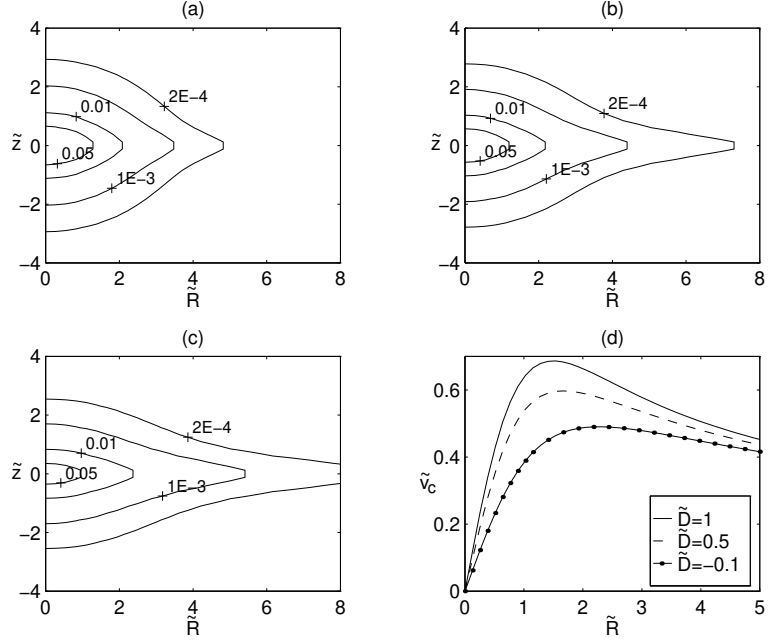 (a)
4
2
0
−2
−4
z̃
2E−4
0.01
0.05
1E−3
0 2 4 6 8
R̃
(b)
4
2
0
−2
−4
z̃
2E−4
0.01
0.05
1E−3
0 2 4 6 8
R̃
(c)
4
2
0
−2
−4
z̃
2E−4
0.01
0.05
1E−3
0 2 4 6 8
R̃
(d)
0.6
0.4
0.2
0
ṽc
D̃=1
D̃=0.5
D̃=−0.1
0 1 2 3 4 5
R̃